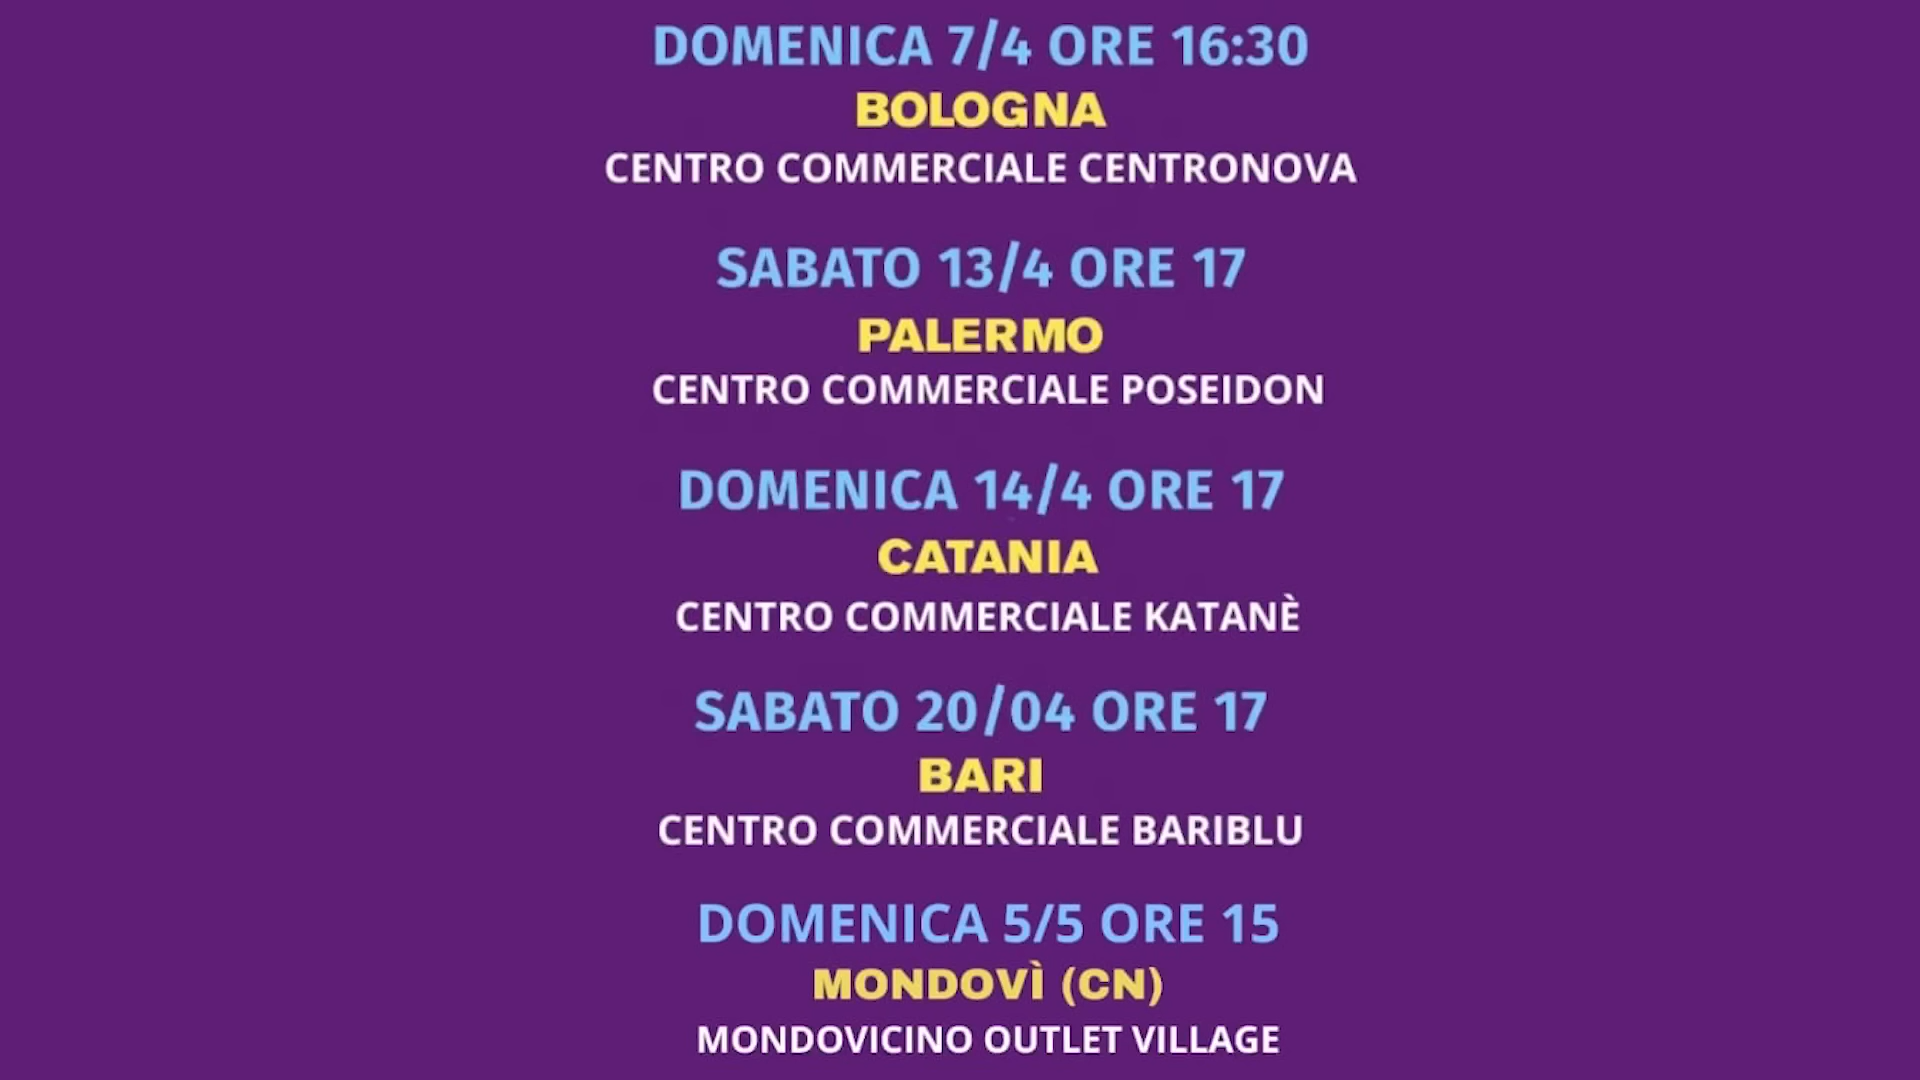 DOMENICA 7/4 ORE 16:30
BOLOGNA
CENTRO COMMERCIALE CENTRONOVA
SABATO 13/4 ORE 17
PALERMO
CENTRO COMMERCIALE POSEIDON
DOMENICA 14/4 ORE 17
CATANIA
CENTRO COMMERCIALE KATANÈ
SABATO 20/04 ORE 17
BARI
CENTRO COMMERCIALE BARIBLU
DOMENICA 5/5 ORE 15
MONDOVÌ (CN)
MONDOVICINO OUTLET VILLAGE